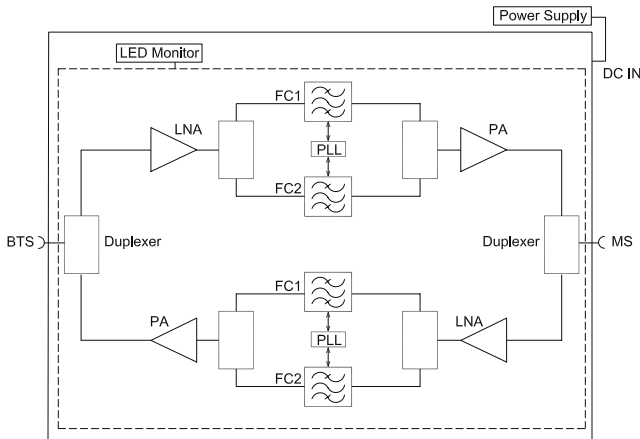 Power Supply
LED Monitor
DC IN
FC1
LNA
PA
PLL
FC2
BTS
Duplexer
Duplexer
MS
FC1
PA
LNA
PLL
FC2